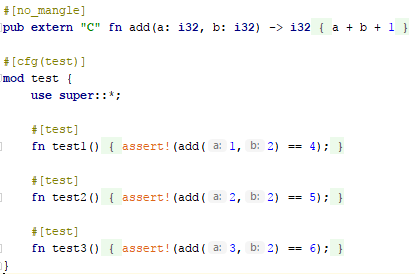 #[no_mangle]
pub extern "C" fn add(a: i32, b: i32) -> i32 { a + b + 1 }
#[cfg(test)]
mod test {
use super::*;
#[test]
fn test1() { assert!(add( a: 1, b: 2) == 4); }
#[test]
fn test2() { assert!(add( a: 2, b: 2) == 5); }
#[test]
fn test3() { assert!(add( a: 3, b: 2) == 6); }
}